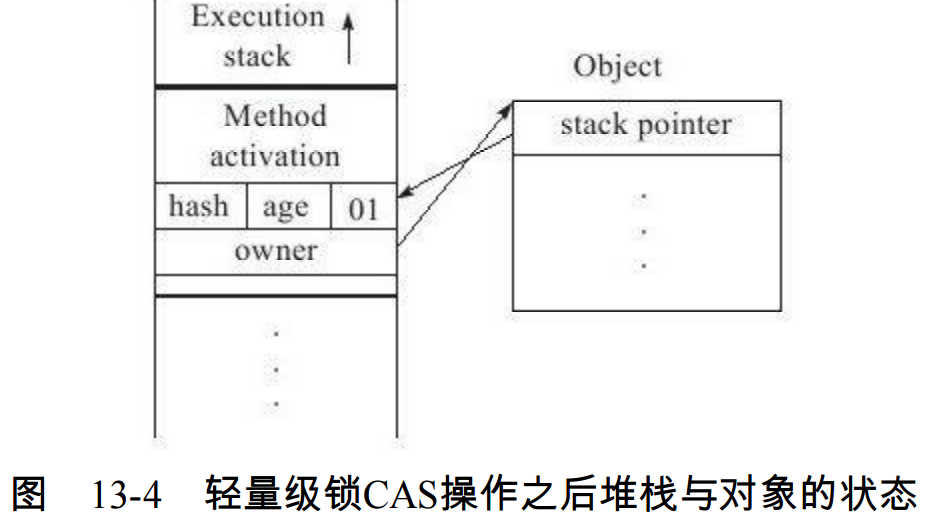 Execution
stack
Object
Method
activation
stack pointer
hash age 01
owner
图 13-4 轻量级锁CAS操作之后堆栈与对象的状态